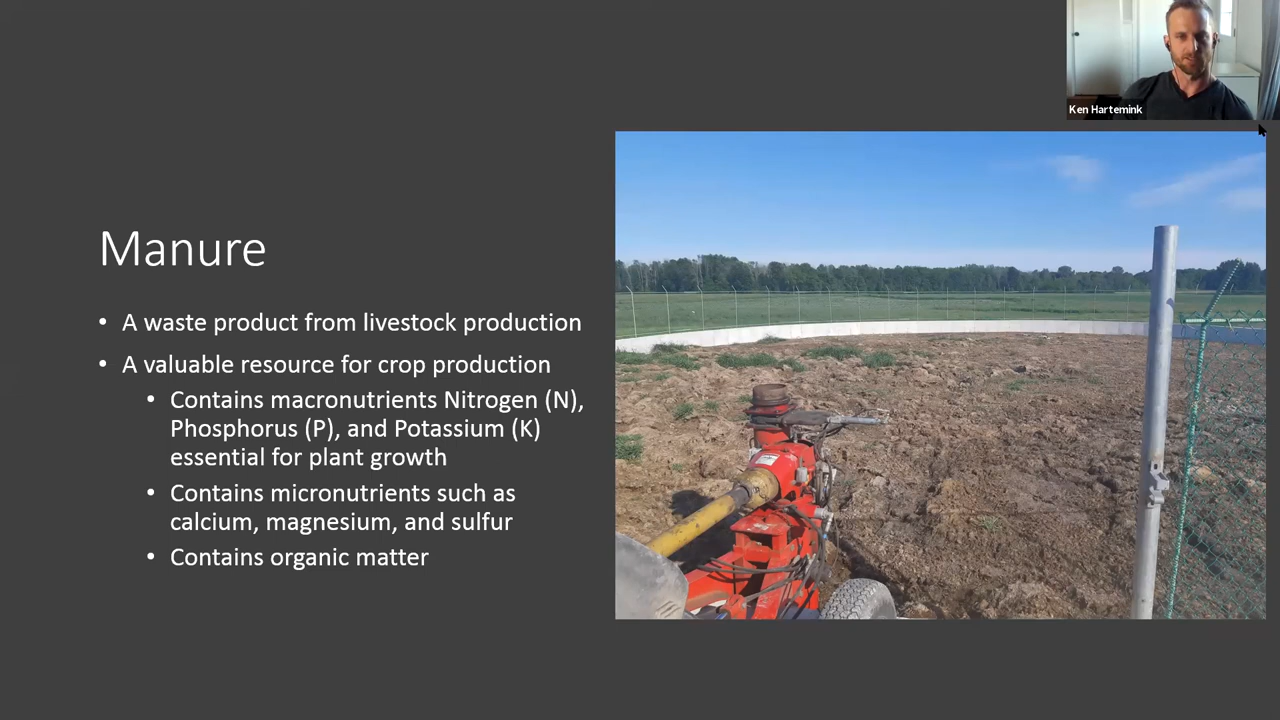 Ken Hartemink
Manure
• A waste product from livestock production
• A valuable resource for crop production
• Contains macronutrients Nitrogen (N),
Phosphorus (P), and Potassium (K)
essential for plant growth
• Contains micronutrients such as
calcium, magnesium, and sulfur
• Contains organic matter